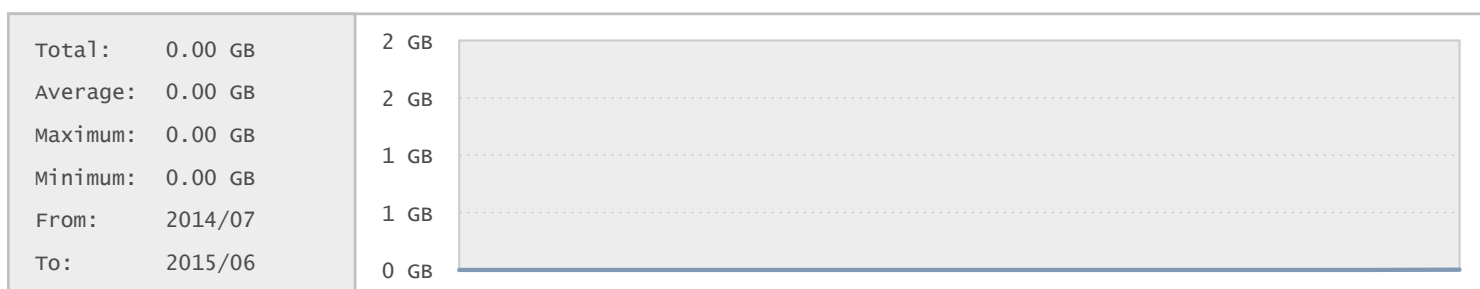 Total: 0.00 GB
Average: 0.00 GB
Maximum: 0.00 GB
Minimum: 0.00 GB
From: 2014/07
To: 2015/06
2 GB
2 GB
1 GB
1 GB
0 GB